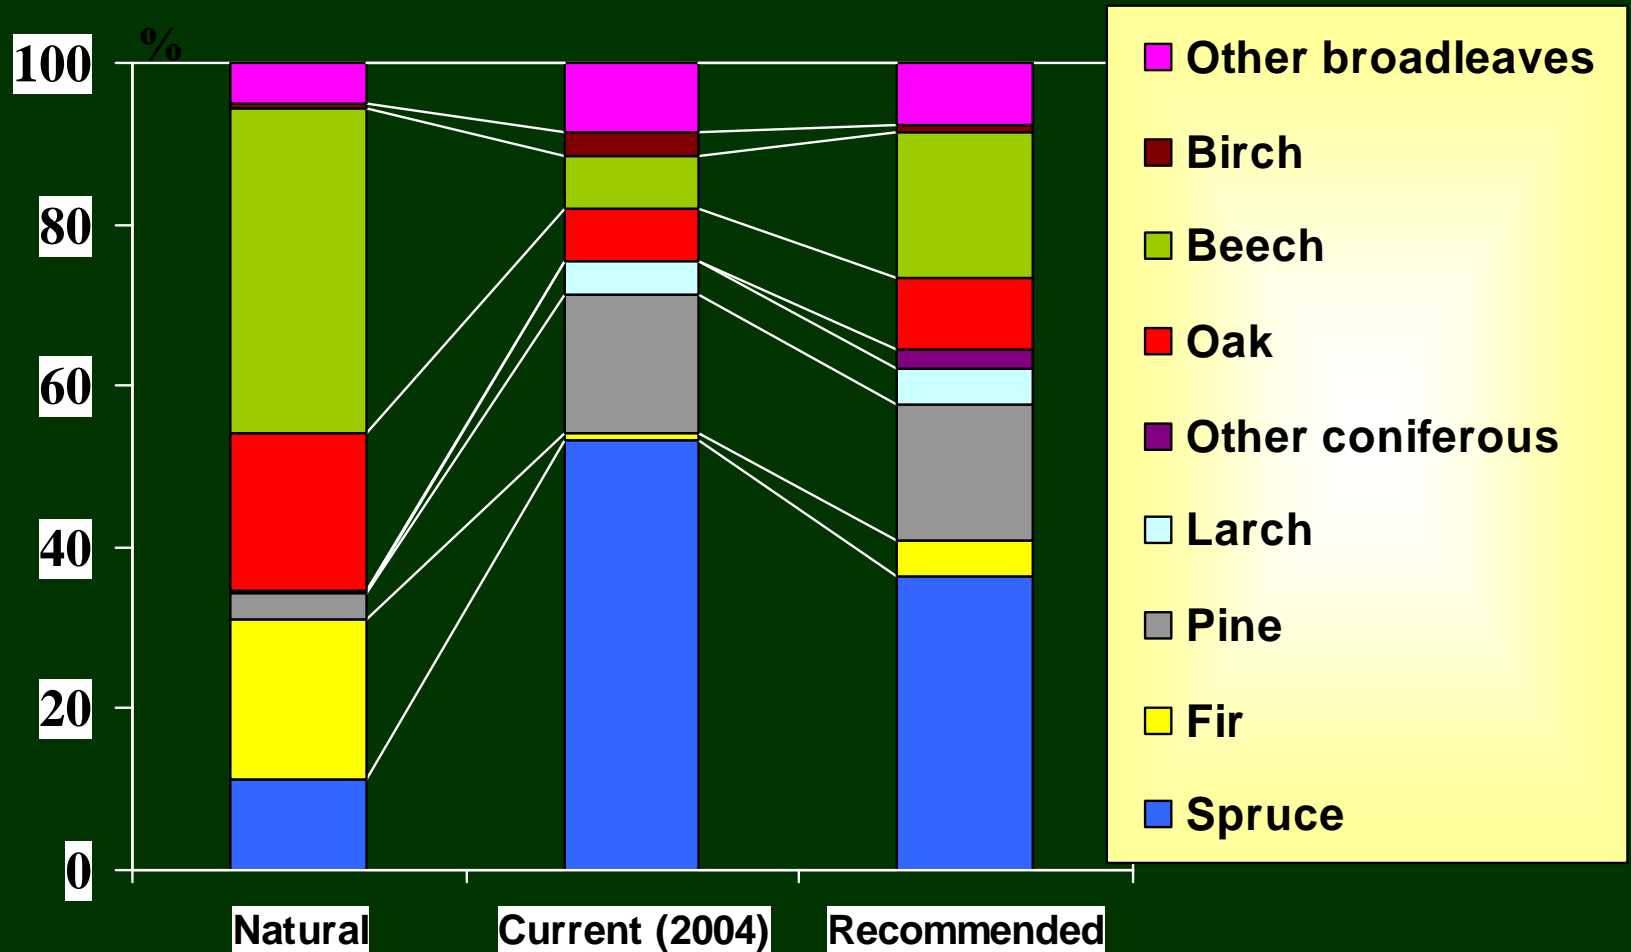 %
100
80
60
40
20
0
Natural
Current (2004)
Recommended
Other broadleaves
Birch
Beech
Oak
Other coniferous
Larch
Pine
Fir
Spruce